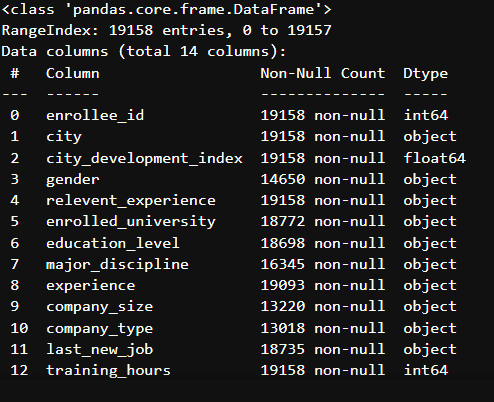 <class 'pandas.core.frame.DataFrame'>
RangeIndex: 19158 entries, 0 to 19157
Data columns (total 14 columns):
 #   Column                  Non-Null Count  Dtype
---  ------                  --------------  -----
 0   enrollee_id             19158 non-null  int64
 1   city                    19158 non-null  object
 2   city_development_index  19158 non-null  float64
 3   gender                  14650 non-null  object
 4   relevent_experience     19158 non-null  object
 5   enrolled_university     18772 non-null  object
 6   education_level         18698 non-null  object
 7   major_discipline        16345 non-null  object
 8   experience              19093 non-null  object
 9   company_size            13220 non-null  object
 10  company_type            13018 non-null  object
 11  last_new_job            18735 non-null  object
 12  training_hours          19158 non-null  int64